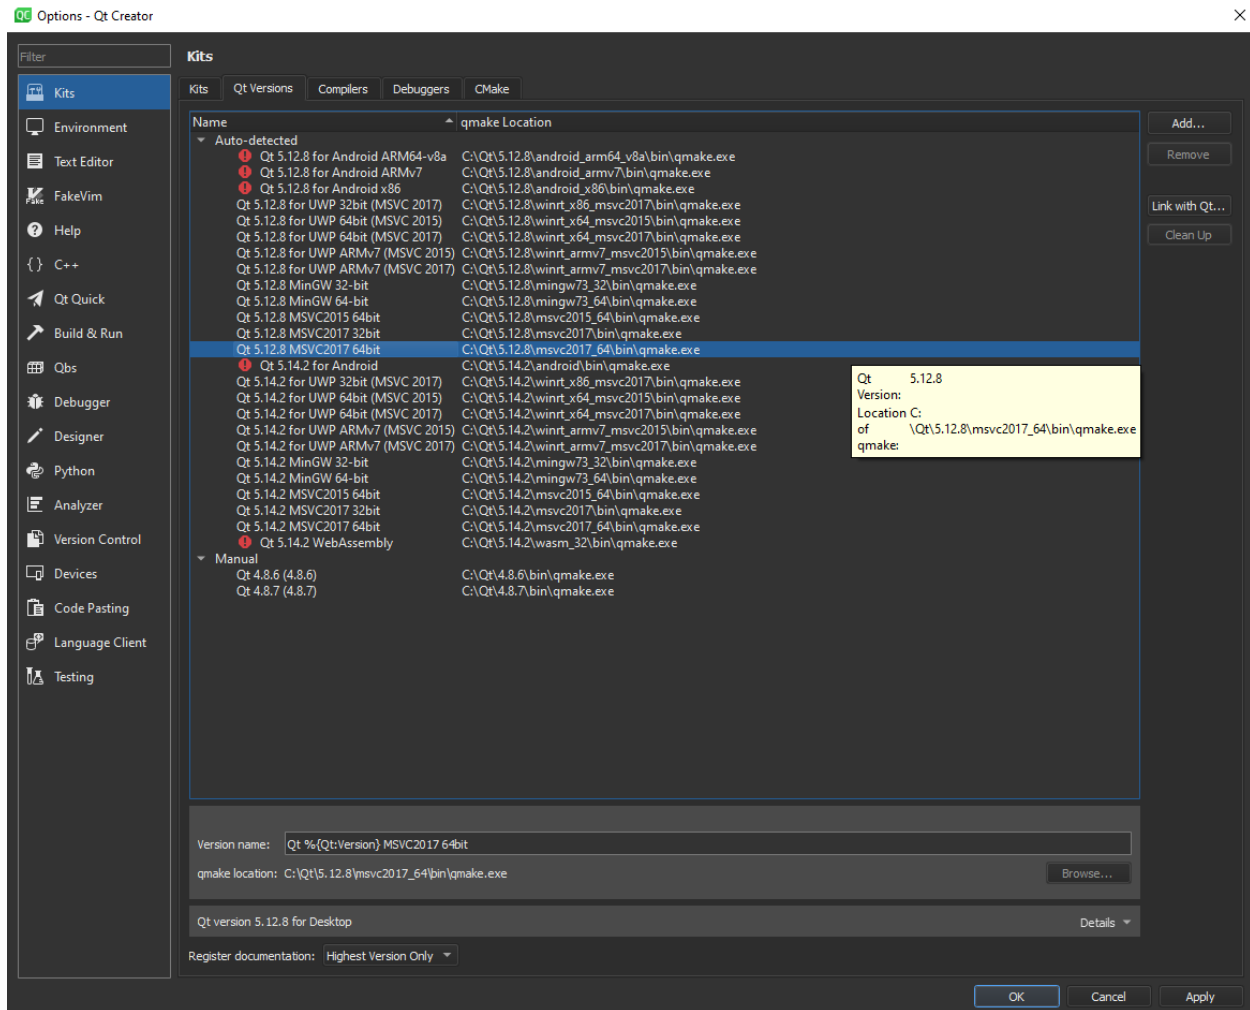 QC Options - Qt Creator
Filter
Kits
Environment
Text Editor
Fake FakeVim
Help
{ } C++
Qt Quick
Build & Run
Qbs
Debugger
Designer
Python
Analyzer
Version Control
Devices
Code Pasting
Language Client
Testing
Kits
Kits Qt Versions Compilers Debuggers CMake
Name qmake Location
Auto-detected
Qt 5.12.8 for Android ARM64-v8a C:\Qt\5.12.8\android_arm64_v8a\bin\qmake.exe
Qt 5.12.8 for Android ARMv7 C:\Qt\5.12.8\android_armv7\bin\qmake.exe
Qt 5.12.8 for Android x86 C:\Qt\5.12.8\android_x86\bin\qmake.exe
Qt 5.12.8 for UWP 32bit (MSVC 2017) C:\Qt\5.12.8\winrt_x86_msvc2017\bin\qmake.exe
Qt 5.12.8 for UWP 64bit (MSVC 2015) C:\Qt\5.12.8\winrt_x64_msvc2015\bin\qmake.exe
Qt 5.12.8 for UWP 64bit (MSVC 2017) C:\Qt\5.12.8\winrt_x64_msvc2017\bin\qmake.exe
Qt 5.12.8 for UWP ARMv7 (MSVC 2015) C:\Qt\5.12.8\winrt_armv7_msvc2015\bin\qmake.exe
Qt 5.12.8 for UWP ARMv7 (MSVC 2017) C:\Qt\5.12.8\winrt_armv7_msvc2017\bin\qmake.exe
Qt 5.12.8 MinGW 32-bit C:\Qt\5.12.8\mingw73_32\bin\qmake.exe
Qt 5.12.8 MinGW 64-bit C:\Qt\5.12.8\mingw73_64\bin\qmake.exe
Qt 5.12.8 MSVC2015 64bit C:\Qt\5.12.8\msvc2015_64\bin\qmake.exe
Qt 5.12.8 MSVC2017 32bit C:\Qt\5.12.8\msvc2017\bin\qmake.exe
Qt 5.12.8 MSVC2017 64bit C:\Qt\5.12.8\msvc2017_64\bin\qmake.exe
Qt 5.14.2 for Android C:\Qt\5.14.2\android\bin\qmake.exe
Qt 5.14.2 for UWP 32bit (MSVC 2017) C:\Qt\5.14.2\winrt_x86_msvc2017\bin\qmake.exe
Qt 5.14.2 for UWP 64bit (MSVC 2015) C:\Qt\5.14.2\winrt_x64_msvc2015\bin\qmake.exe
Qt 5.14.2 for UWP 64bit (MSVC 2017) C:\Qt\5.14.2\winrt_x64_msvc2017\bin\qmake.exe
Qt 5.14.2 for UWP ARMv7 (MSVC 2015) C:\Qt\5.14.2\winrt_armv7_msvc2015\bin\qmake.exe
Qt 5.14.2 for UWP ARMv7 (MSVC 2017) C:\Qt\5.14.2\winrt_armv7_msvc2017\bin\qmake.exe
Qt 5.14.2 MinGW 32-bit C:\Qt\5.14.2\mingw73_32\bin\qmake.exe
Qt 5.14.2 MinGW 64-bit C:\Qt\5.14.2\mingw73_64\bin\qmake.exe
Qt 5.14.2 MSVC2015 64bit C:\Qt\5.14.2\msvc2015_64\bin\qmake.exe
Qt 5.14.2 MSVC2017 32bit C:\Qt\5.14.2\msvc2017\bin\qmake.exe
Qt 5.14.2 MSVC2017 64bit C:\Qt\5.14.2\msvc2017_64\bin\qmake.exe
Qt 5.14.2 WebAssembly C:\Qt\5.14.2\wasm_32\bin\qmake.exe
Manual
Qt 4.8.6 (4.8.6) C:\Qt\4.8.6\bin\qmake.exe
Qt 4.8.7 (4.8.7) C:\Qt\4.8.7\bin\qmake.exe
Qt 5.12.8
Version:
Location C:
of \Qt\5.12.8\msvc2017_64\bin\qmake.exe
qmake:
Add...
Remove
Link with Qt...
Clean Up
Version name: Qt %{Qt:Version} MSVC2017 64bit
qmake location: C:\Qt\5.12.8\msvc2017_64\bin\qmake.exe Browse...
Qt version 5.12.8 for Desktop Details
Register documentation: Highest Version Only
OK Cancel Apply